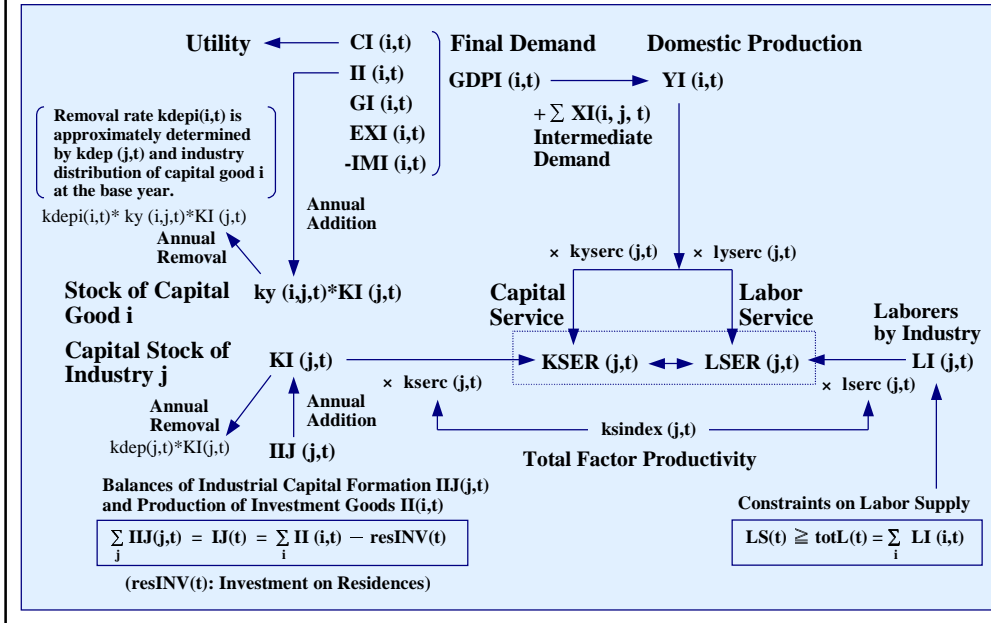 Utility
CI (i,t)
II (i,t)
GI (i,t)
EXI (i,t)
-IMI (i,t)
Final Demand
GDPI (i,t)
Domestic Production
YI (i,t)
+ ∑ XI(i, j, t)
Intermediate
Demand
Removal rate kdepi(i,t) is
approximately determined
by kdep (j,t) and industry
distribution of capital good i
at the base year.
kdepi(i,t)* ky (i,j,t)*KI (j,t)
Annual
Removal
Annual
Addition
Stock of Capital
Good i
ky (i,j,t)*KI (j,t)
× kyserc (j,t)
× lyserc (j,t)
Capital
Service
Labor
Service
Laborers
by Industry
Capital Stock of
Industry j
KI (j,t)
KSER (j,t)
LSER (j,t)
LI (j,t)
× kserc (j,t)
× lserc (j,t)
Annual
Removal
Annual
Addition
kdep(j,t)*KI(j,t)
IIJ (j,t)
ksindex (j,t)
Total Factor Productivity
Balances of Industrial Capital Formation IIJ(j,t)
and Production of Investment Goods II(i,t)
∑ IIJ(j,t) = IJ(t) = ∑ II (i,t) − resINV(t)
j i
(resINV(t): Investment on Residences)
Constraints on Labor Supply
LS(t) ≧ totL(t) = ∑ LI (i,t)
i